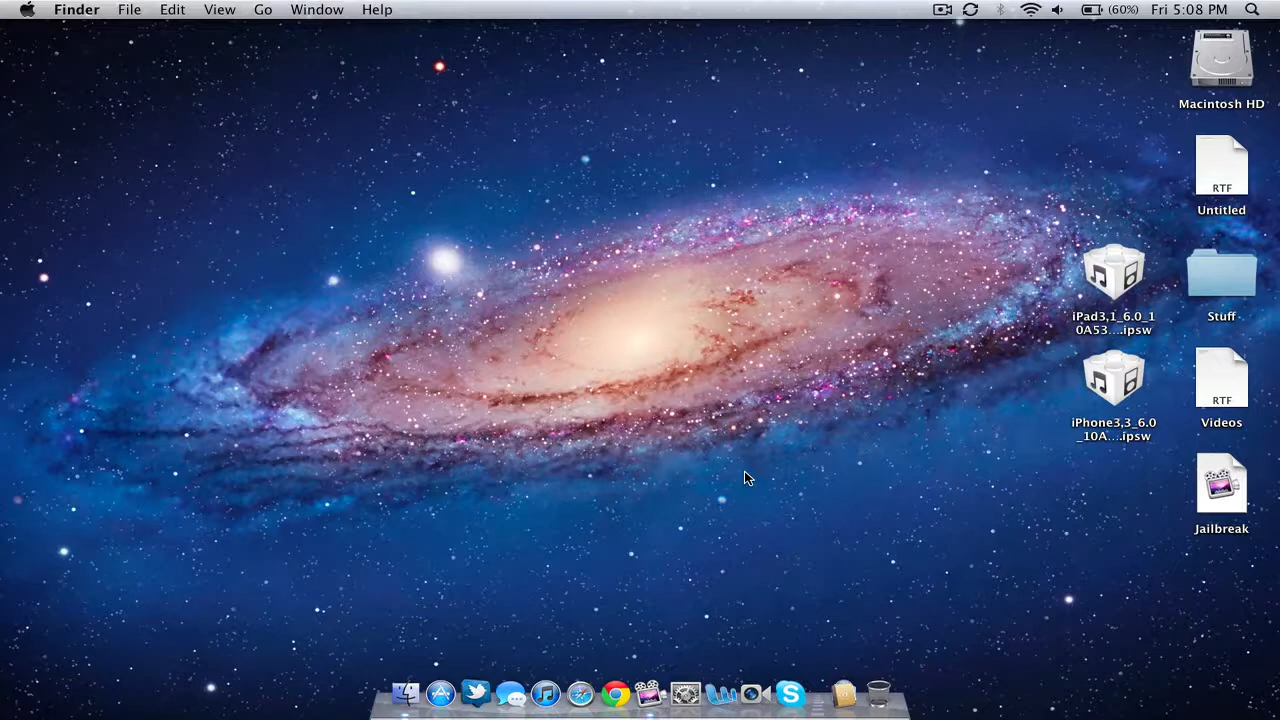 Finder File Edit View Go Window Help (60%) Fri 5:08 PM
Macintosh HD
RTF
Untitled
iPad3,1_6.0_1
0A53....ipsw
Stuff
iPhone3,3_6.0
_10A....ipsw
RTF
Videos
Jailbreak